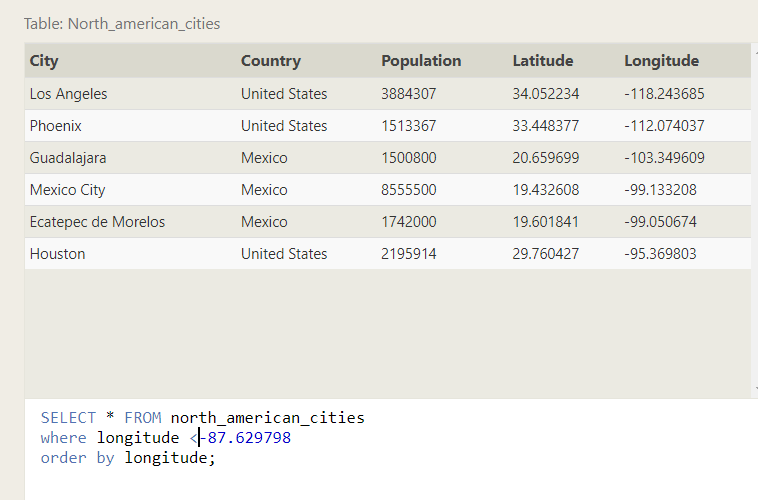 Table: North_american_cities
City Country Population Latitude Longitude
Los Angeles United States 3884307 34.052234 -118.243685
Phoenix United States 1513367 33.448377 -112.074037
Guadalajara Mexico 1500800 20.659699 -103.349609
Mexico City Mexico 8555500 19.432608 -99.133208
Ecatepec de Morelos Mexico 1742000 19.601841 -99.050674
Houston United States 2195914 29.760427 -95.369803
SELECT * FROM north_american_cities
where longitude <-87.629798
order by longitude;